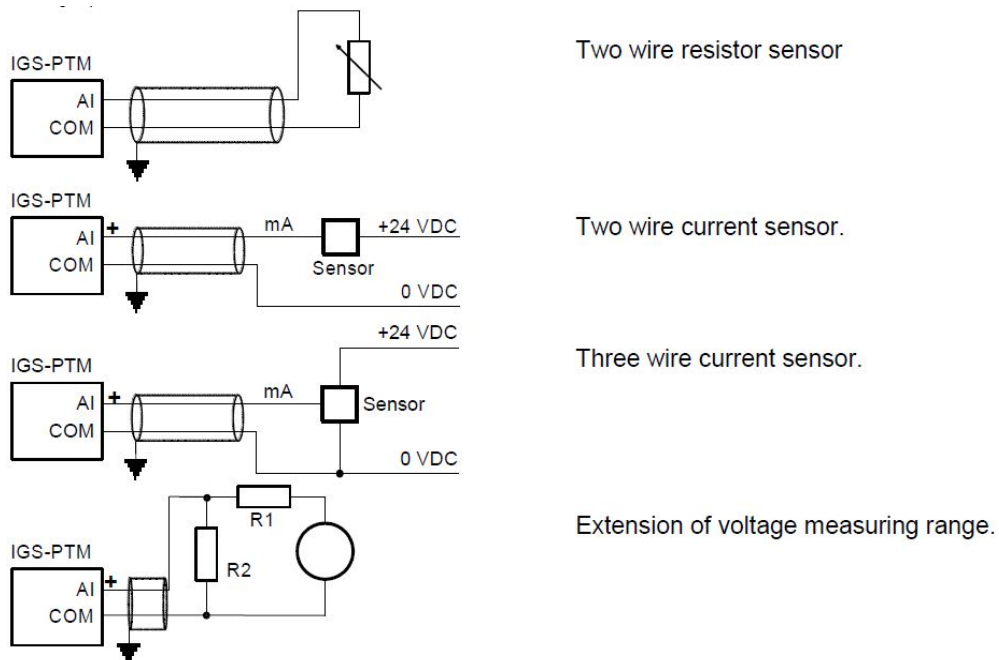 Two wire resistor sensor
IGS-PTM
AI
COM
IGS-PTM
+
mA
+24 VDC
Two wire current sensor.
AI
COM
Sensor
0 VDC
+24 VDC
Three wire current sensor.
IGS-PTM
+
mA
AI
Sensor
COM
0 VDC
R1
Extension of voltage measuring range.
IGS-PTM
R2
+
AI
COM